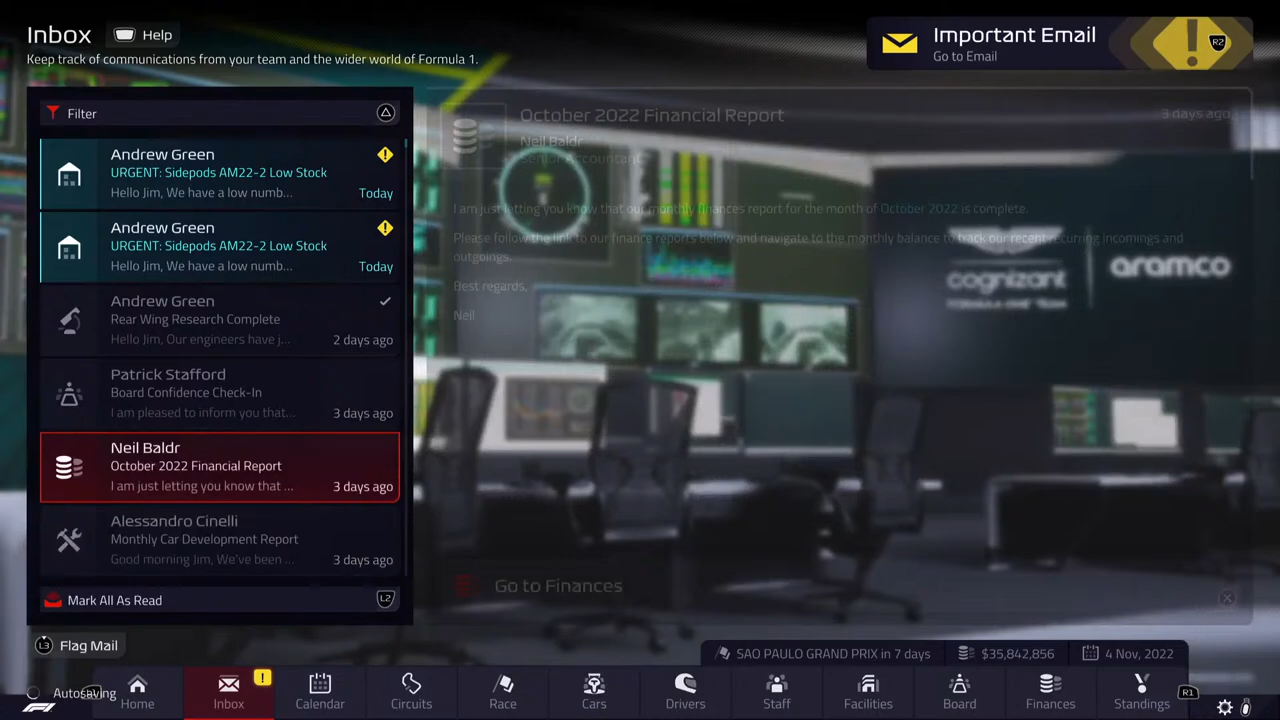 Inbox
Help
Keep track of communications from your team and the wider world of Formula 1.
Important Email
Go to Email
R2
Filter
Andrew Green
URGENT: Sidepods AM22-2 Low Stock
Hello Jim, We have a low numb...
Today
Andrew Green
URGENT: Sidepods AM22-2 Low Stock
Hello Jim, We have a low numb...
Today
Andrew Green
Rear Wing Research Complete
Hello Jim, Our engineers have j...
2 days ago
Patrick Stafford
Board Confidence Check-In
I am pleased to inform you that...
3 days ago
Neil Baldr
October 2022 Financial Report
I am just letting you know that ...
3 days ago
Alessandro Cinelli
Monthly Car Development Report
Good morning Jim, We've been ...
3 days ago
Mark All As Read
L2
October 2022 Financial Report
3 days ago
Neil Baldr
Senior Accountant
I am just letting you know that our monthly finances report for the month of October 2022 is complete.
Please follow the link to our finance reports below and navigate to the monthly balance to track our recent recurring incomings and
outgoings.
Best regards,
Neil
cognizant
FORMULA ONE TEAM
aramco
Go to Finances
L3
Flag Mail
SAO PAULO GRAND PRIX in 7 days
$35,842,856
4 Nov, 2022
Autosaving
Home
Inbox
Calendar
Circuits
Race
Cars
Drivers
Staff
Facilities
Board
Finances
Standings
R1